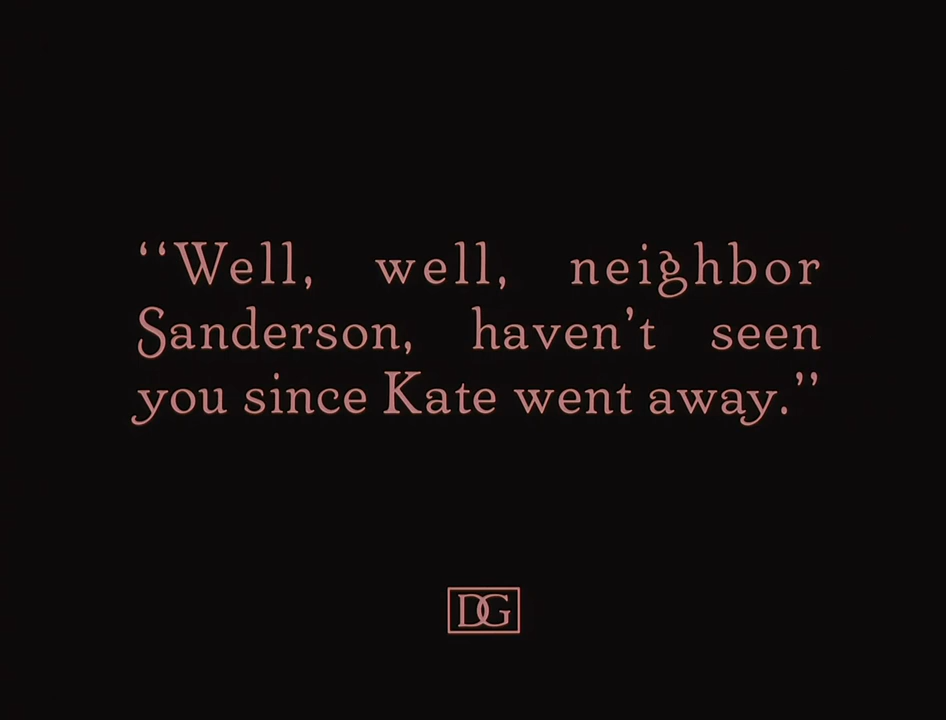 ‘‘Well, well, neighbor
Sanderson, haven’t seen
you since Kate went away.’’
DG